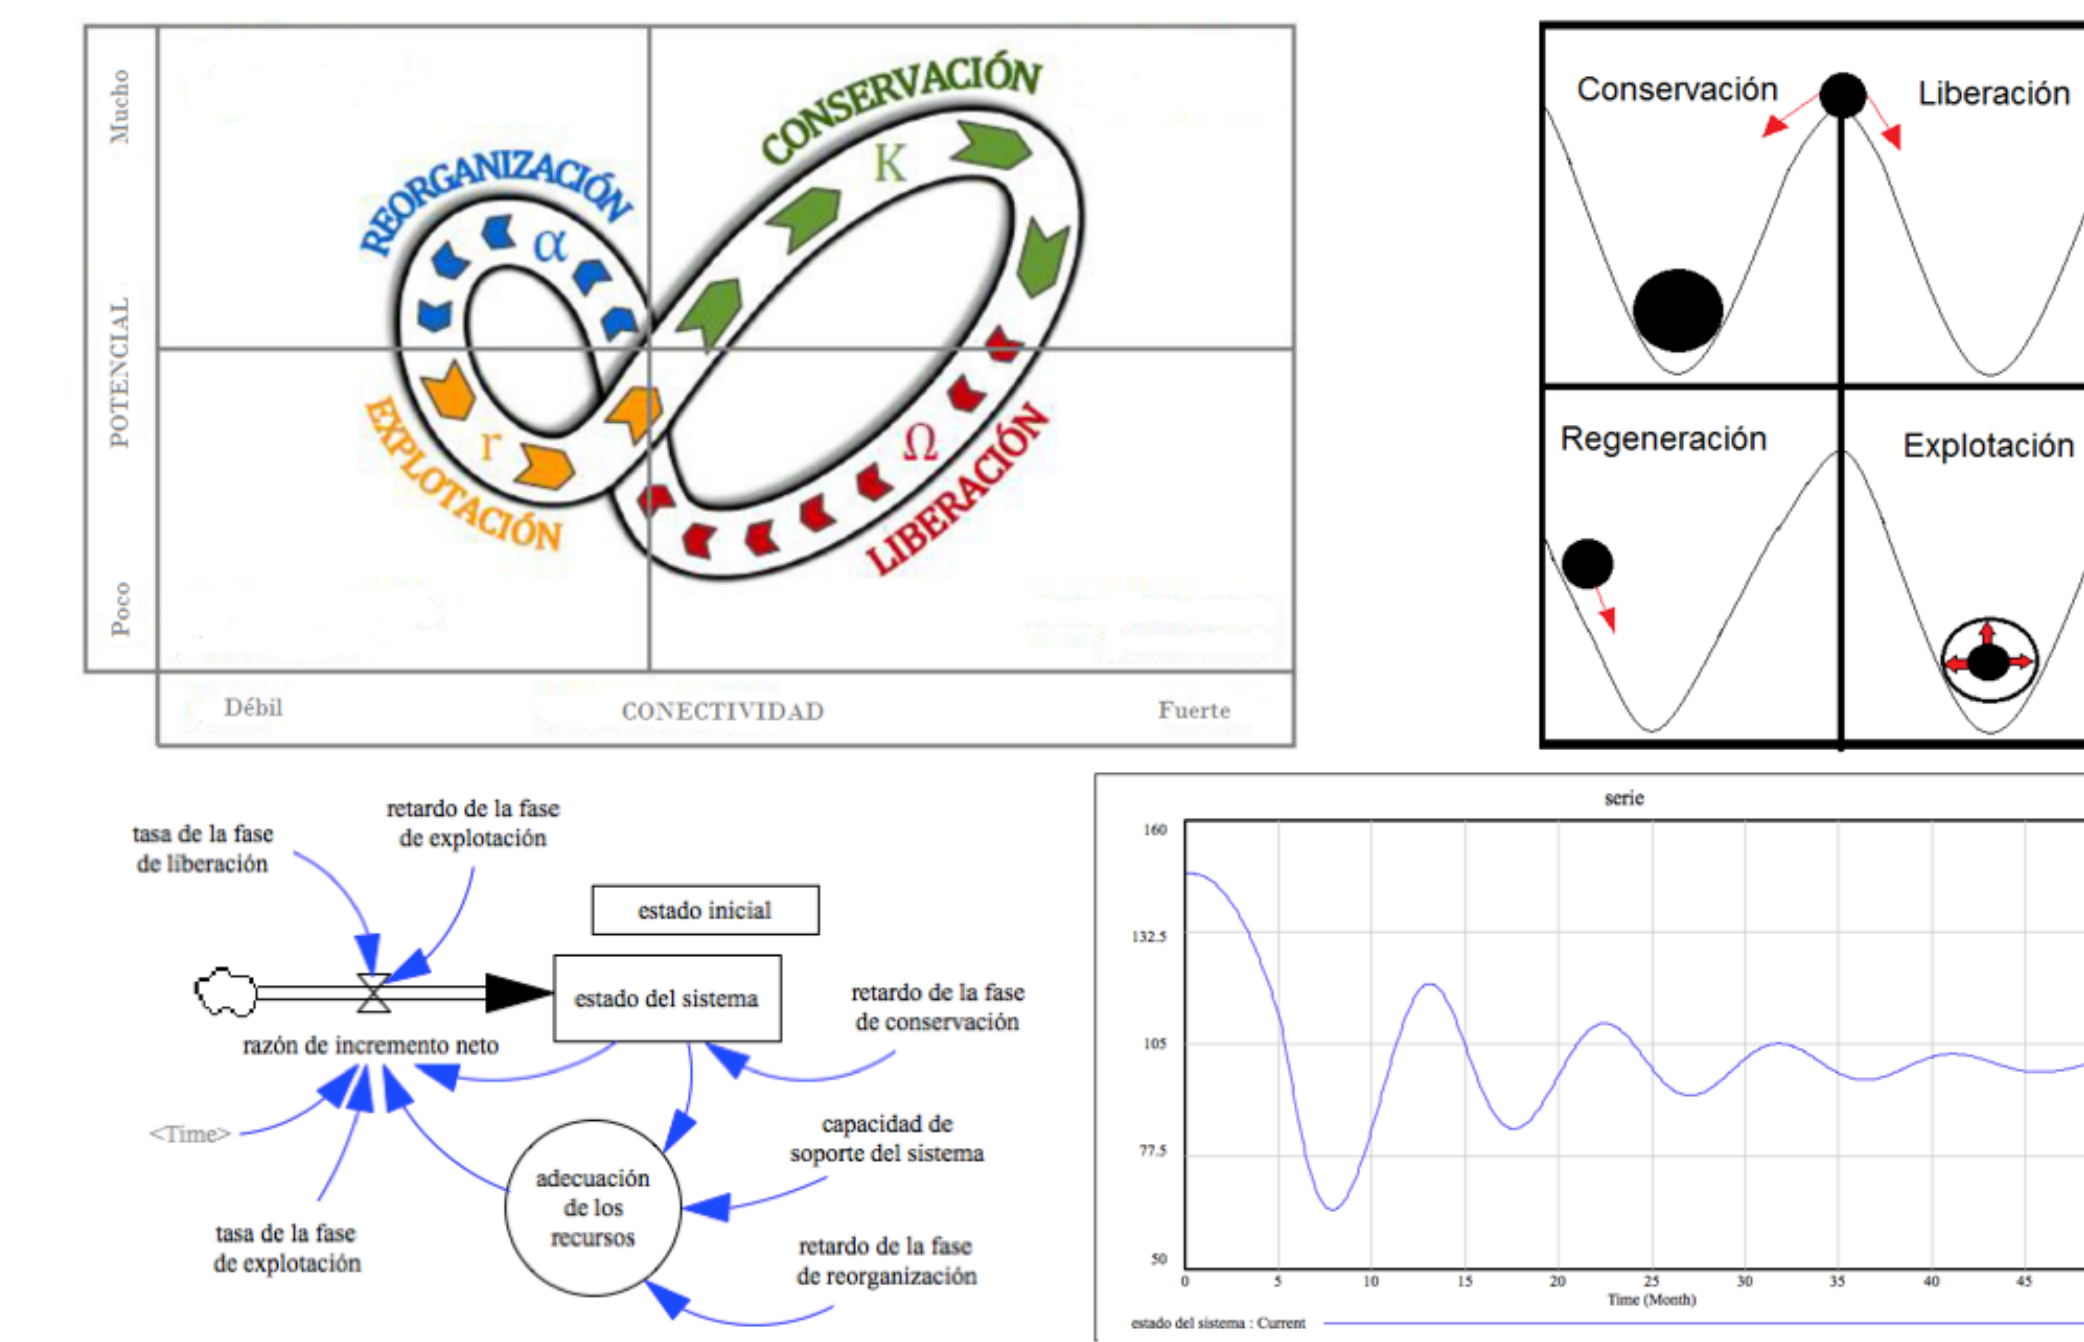 Mucho
POTENCIAL
Poco
REORGANIZACIÓN
α
CONSERVACIÓN
K
EXPLOTACIÓN
r
Ω
LIBERACIÓN
Débil
CONECTIVIDAD
Fuerte
Conservación
Liberación
Regeneración
Explotación
retardo de la fase
de explotación
tasa de la fase
de liberación
estado inicial
estado del sistema
retardo de la fase
de conservación
razón de incremento neto
<Time>
capacidad de
soporte del sistema
adecuación
de los
recursos
tasa de la fase
de explotación
retardo de la fase
de reorganización
serie
160
132.5
105
77.5
50
0 5 10 15 20 25 30 35 40 45
Time (Month)
estado del sistema : Current